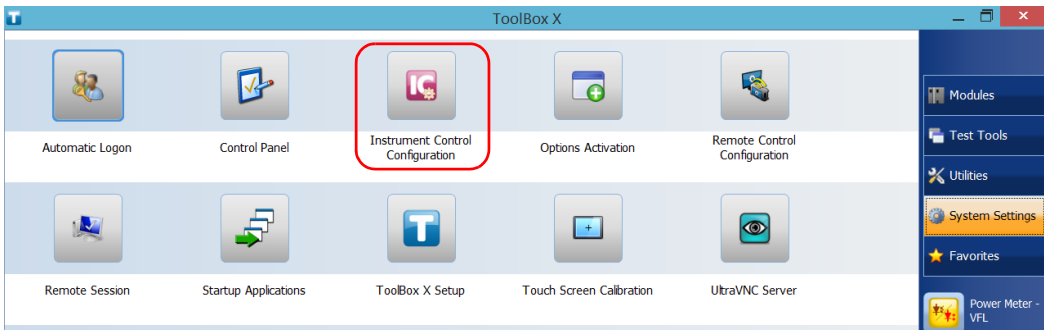 ToolBox X
Automatic Logon
Control Panel
Instrument Control
Configuration
Options Activation
Remote Control
Configuration
Remote Session
Startup Applications
ToolBox X Setup
Touch Screen Calibration
UltraVNC Server
Modules
Test Tools
Utilities
System Settings
Favorites
Power Meter -
VFL